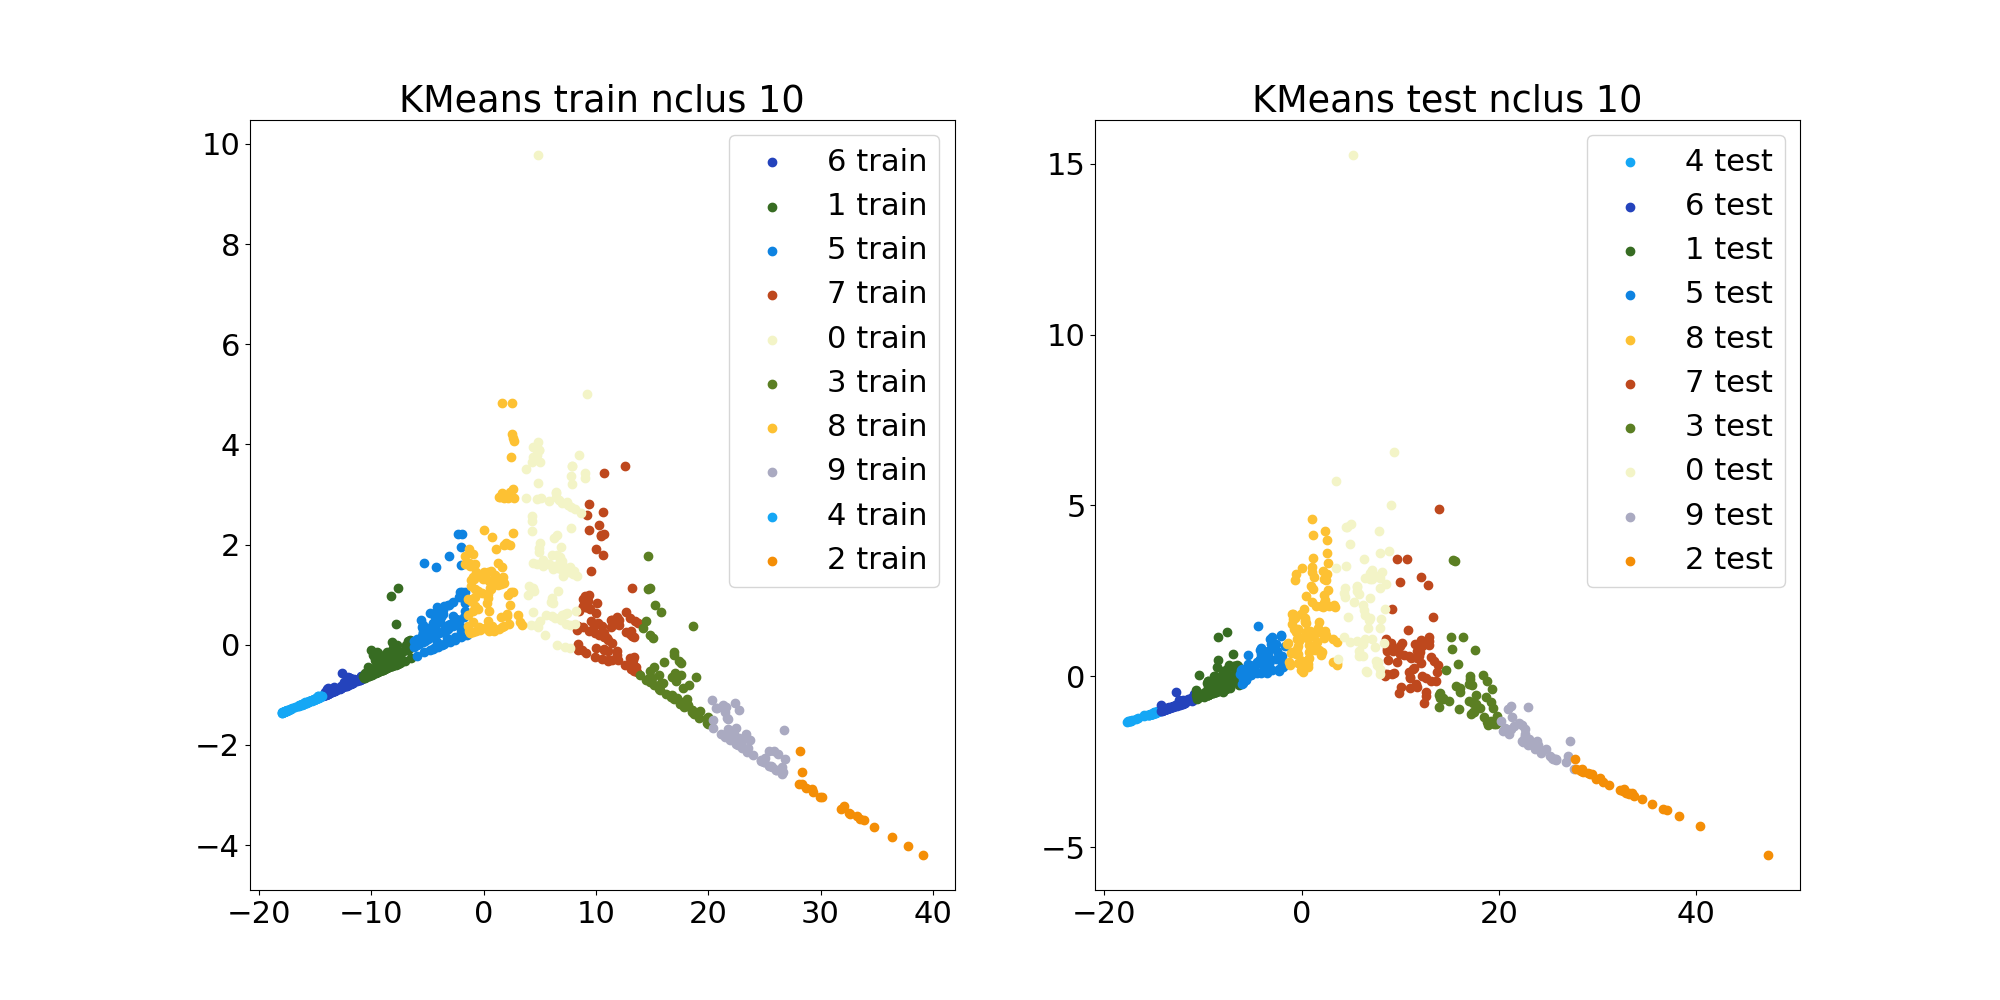 KMeans train nclus 10
10
8
6
4
2
0
−2
−4
−20 −10 0 10 20 30 40
6 train
1 train
5 train
7 train
0 train
3 train
8 train
9 train
4 train
2 train
KMeans test nclus 10
15
10
5
0
−5
−20 0 20 40
4 test
6 test
1 test
5 test
8 test
7 test
3 test
0 test
9 test
2 test